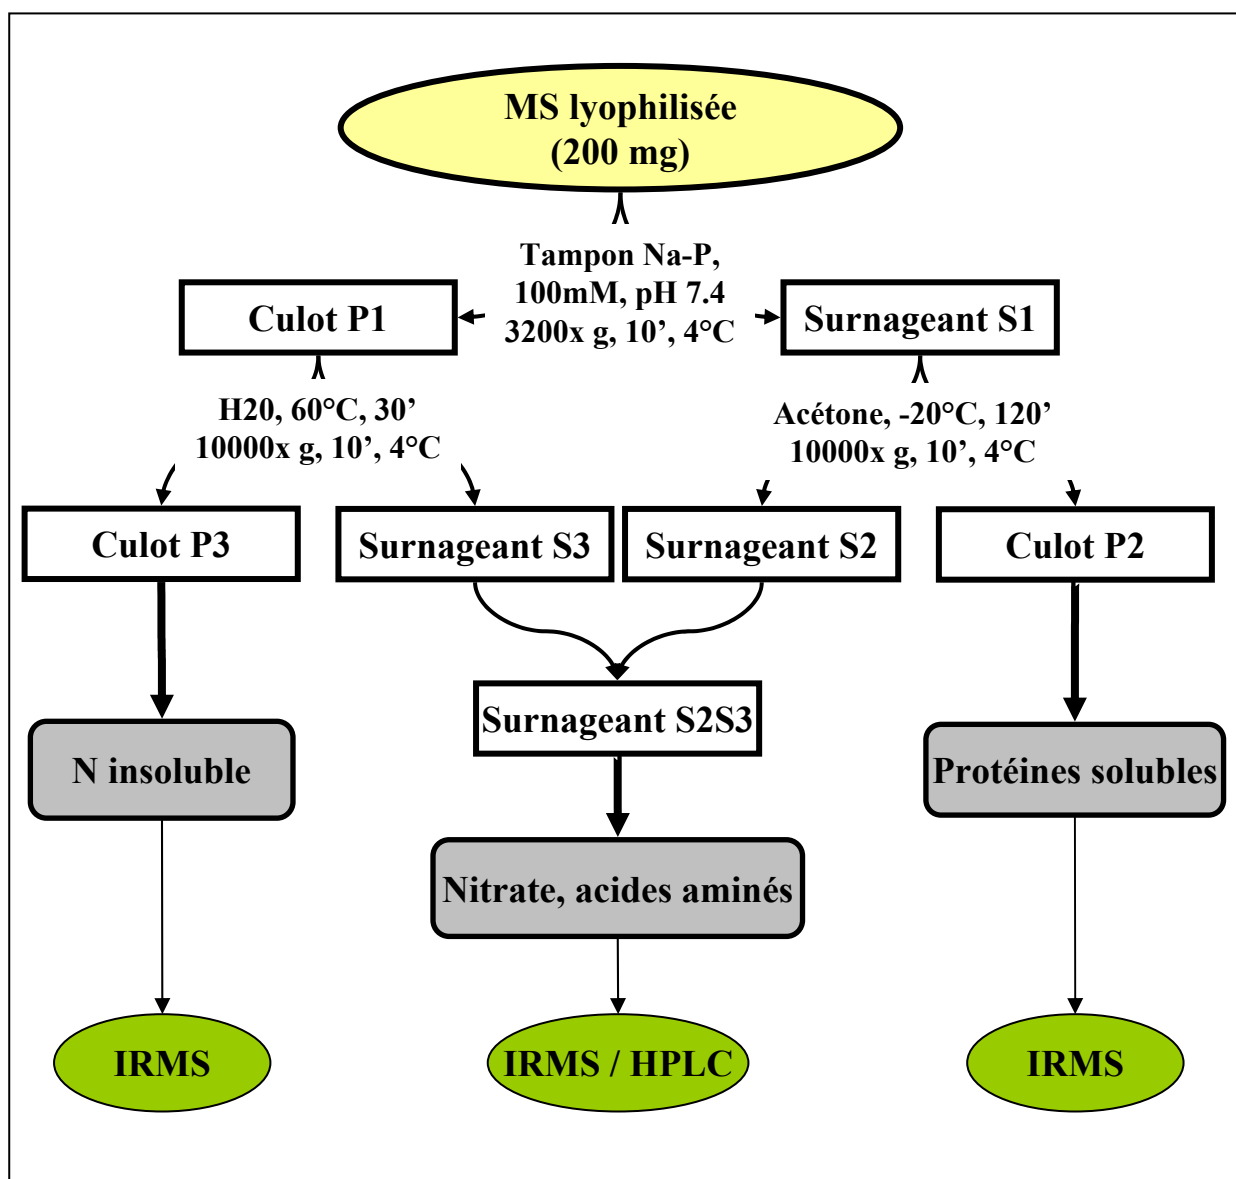 MS lyophilisée
(200 mg)
Tampon Na-P,
100mM, pH 7.4
3200x g, 10’, 4°C
Culot P1
Surnageant S1
H20, 60°C, 30’
10000x g, 10’, 4°C
Acétone, -20°C, 120’
10000x g, 10’, 4°C
Culot P3
Surnageant S3
Surnageant S2
Culot P2
Surnageant S2S3
N insoluble
Protéines solubles
Nitrate, acides aminés
IRMS
IRMS / HPLC
IRMS